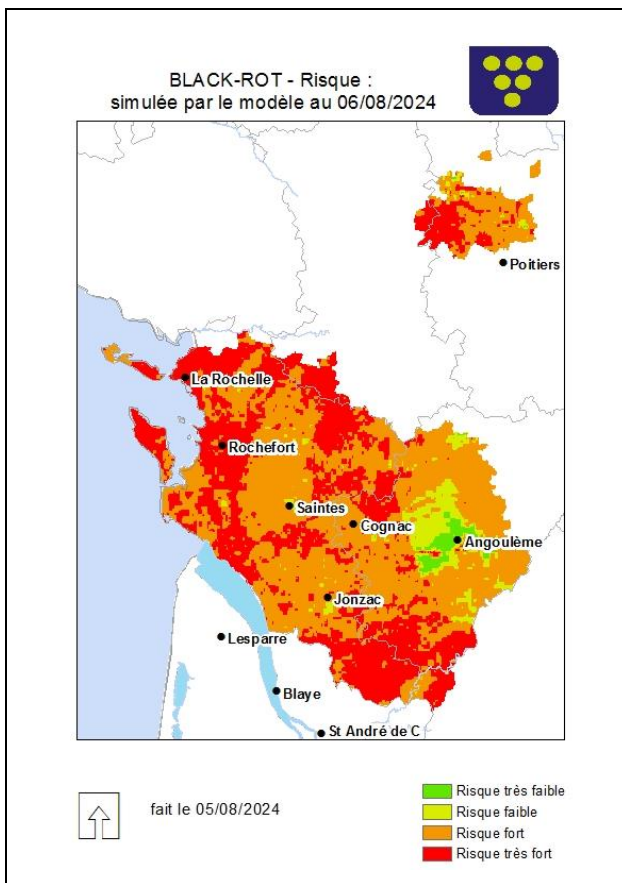 BLACK-ROT - Risque :
simulée par le modèle au 06/08/2024
Poitiers
La Rochelle
Rochefort
Saintes
Cognac
Angoulème
Jonzac
Lesparre
Blaye
St André de C
fait le 05/08/2024
Risque très faible
Risque faible
Risque fort
Risque très fort